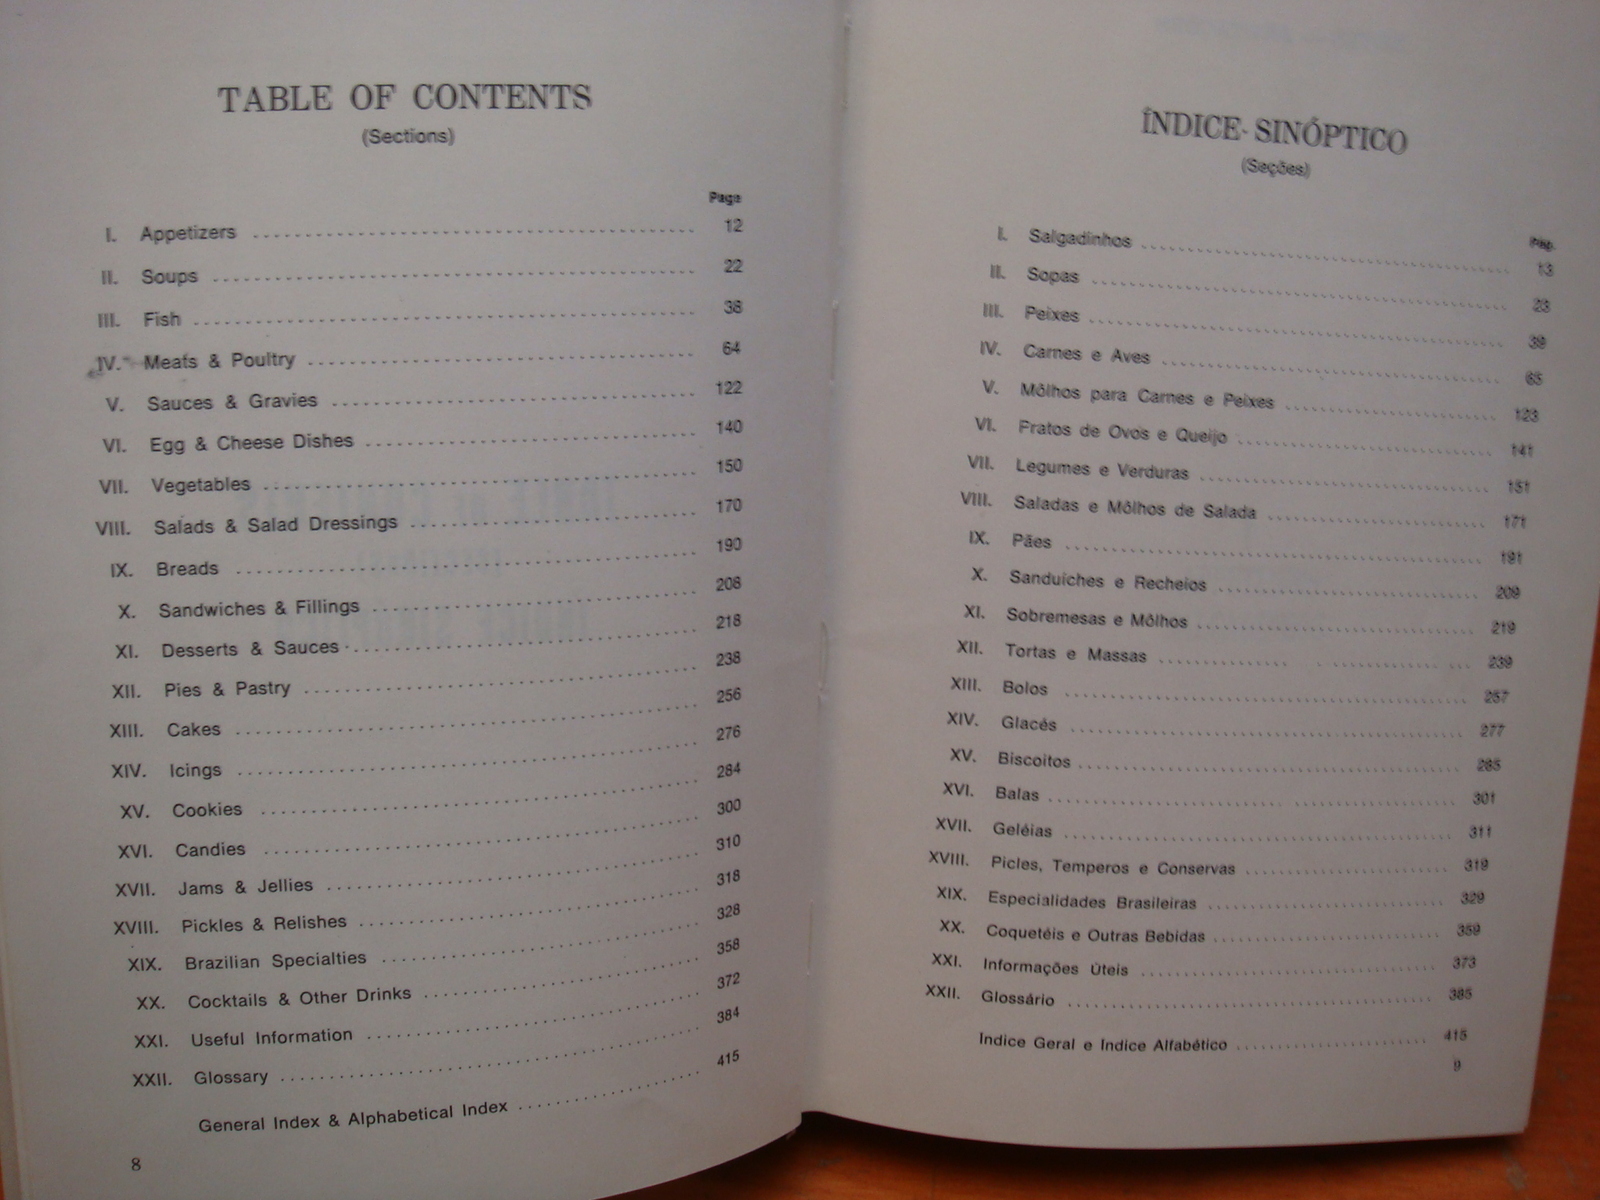 TABLE OF CONTENTS
(Sections)
Page
I. Appetizers 12
II. Soups 22
III. Fish 38
IV. Meats & Poultry 64
V. Sauces & Gravies 122
VI. Egg & Cheese Dishes 140
VII. Vegetables 150
VIII. Salads & Salad Dressings 170
IX. Breads 190
X. Sandwiches & Fillings 208
XI. Desserts & Sauces 218
XII. Pies & Pastry 238
XIII. Cakes 256
XIV. Icings 276
XV. Cookies 284
XVI. Candies 300
XVII. Jams & Jellies 310
XVIII. Pickles & Relishes 318
XIX. Brazilian Specialties 328
XX. Cocktails & Other Drinks 358
XXI. Useful Information 372
XXII. Glossary 384
General Index & Alphabetical Index 415
8
ÍNDICE SINÓPTICO
(Seções)
Pág.
I. Salgadinhos 13
II. Sopas 23
III. Peixes 39
IV. Carnes e Aves 65
V. Môlhos para Carnes e Peixes 123
VI. Pratos de Ovos e Queijo 141
VII. Legumes e Verduras 151
VIII. Saladas e Môlhos de Salada 171
IX. Pães 191
X. Sanduíches e Recheios 209
XI. Sobremesas e Môlhos 219
XII. Tortas e Massas 239
XIII. Bolos 257
XIV. Glacés 277
XV. Biscoitos 285
XVI. Balas 301
XVII. Geléias 311
XVIII. Picles, Temperos e Conservas 319
XIX. Especialidades Brasileiras 329
XX. Coquetéis e Outras Bebidas 359
XXI. Informações Úteis 373
XXII. Glossário 385
Índice Geral e Índice Alfabético 415
9